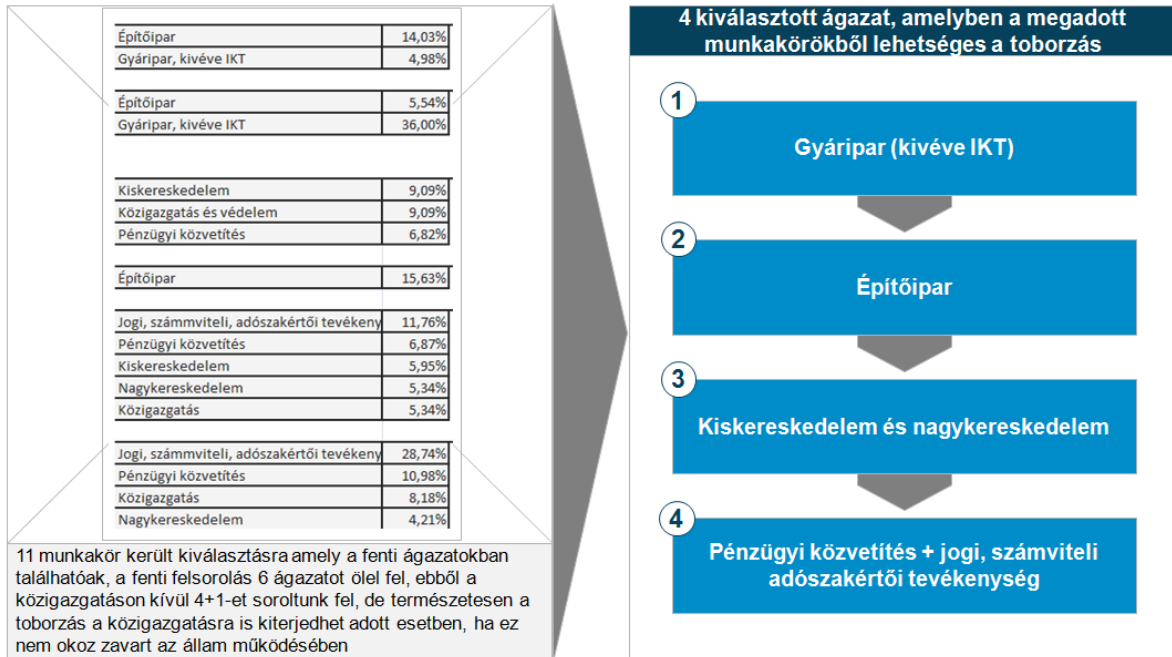 Építőipar 14,03%
Gyáripar, kivéve IKT 4,98%
Építőipar 5,54%
Gyáripar, kivéve IKT 36,00%
Kiskereskedelem 9,09%
Közigazgatás és védelem 9,09%
Pénzügyi közvetítés 6,82%
Építőipar 15,63%
Jogi, számmviteli, adószakértői tevékeny 11,76%
Pénzügyi közvetítés 6,87%
Kiskereskedelem 5,95%
Nagykereskedelem 5,34%
Közigazgatás 5,34%
Jogi, számmviteli, adószakértői tevékeny 28,74%
Pénzügyi közvetítés 10,98%
Közigazgatás 8,18%
Nagykereskedelem 4,21%
11 munkakör került kiválasztásra amely a fenti ágazatokban
találhatóak, a fenti felsorolás 6 ágazatot ölel fel, ebből a
közigazgatáson kívül 4+1-et soroltunk fel, de természetesen a
toborzás a közigazgatásra is kiterjedhet adott esetben, ha ez
nem okoz zavart az állam működésében
4 kiválasztott ágazat, amelyben a megadott
munkakörökből lehetséges a toborzás
1
Gyáripar (kivéve IKT)
2
Építőipar
3
Kiskereskedelem és nagykereskedelem
4
Pénzügyi közvetítés + jogi, számviteli
adószakértői tevékenység